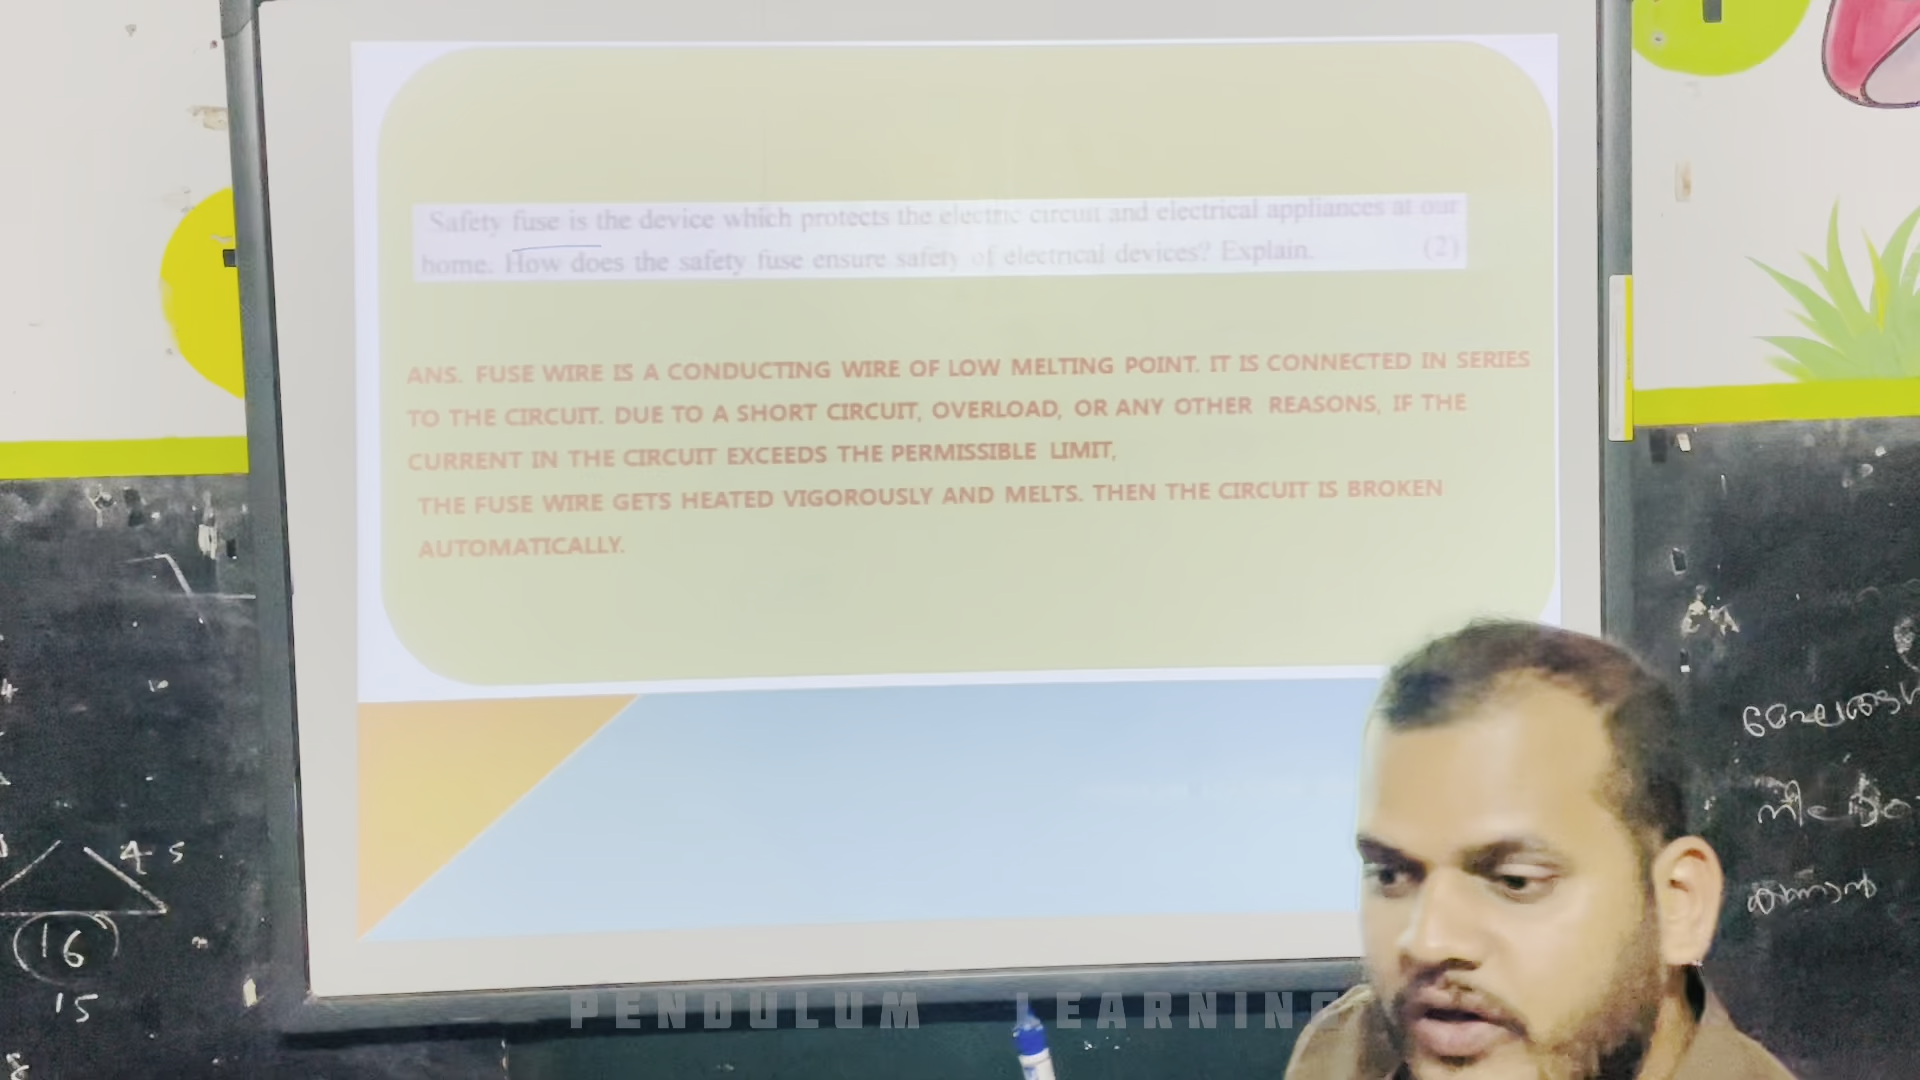 Safety fuse is the device which protects the electric circuit and electrical appliances at our
home. How does the safety fuse ensure safety of electrical devices? Explain. (2)
ANS. FUSE WIRE IS A CONDUCTING WIRE OF LOW MELTING POINT. IT IS CONNECTED IN SERIES
TO THE CIRCUIT. DUE TO A SHORT CIRCUIT, OVERLOAD, OR ANY OTHER REASONS, IF THE
CURRENT IN THE CIRCUIT EXCEEDS THE PERMISSIBLE LIMIT,
THE FUSE WIRE GETS HEATED VIGOROUSLY AND MELTS. THEN THE CIRCUIT IS BROKEN
AUTOMATICALLY.
4 5
16
15
PENDULUM LEARNING